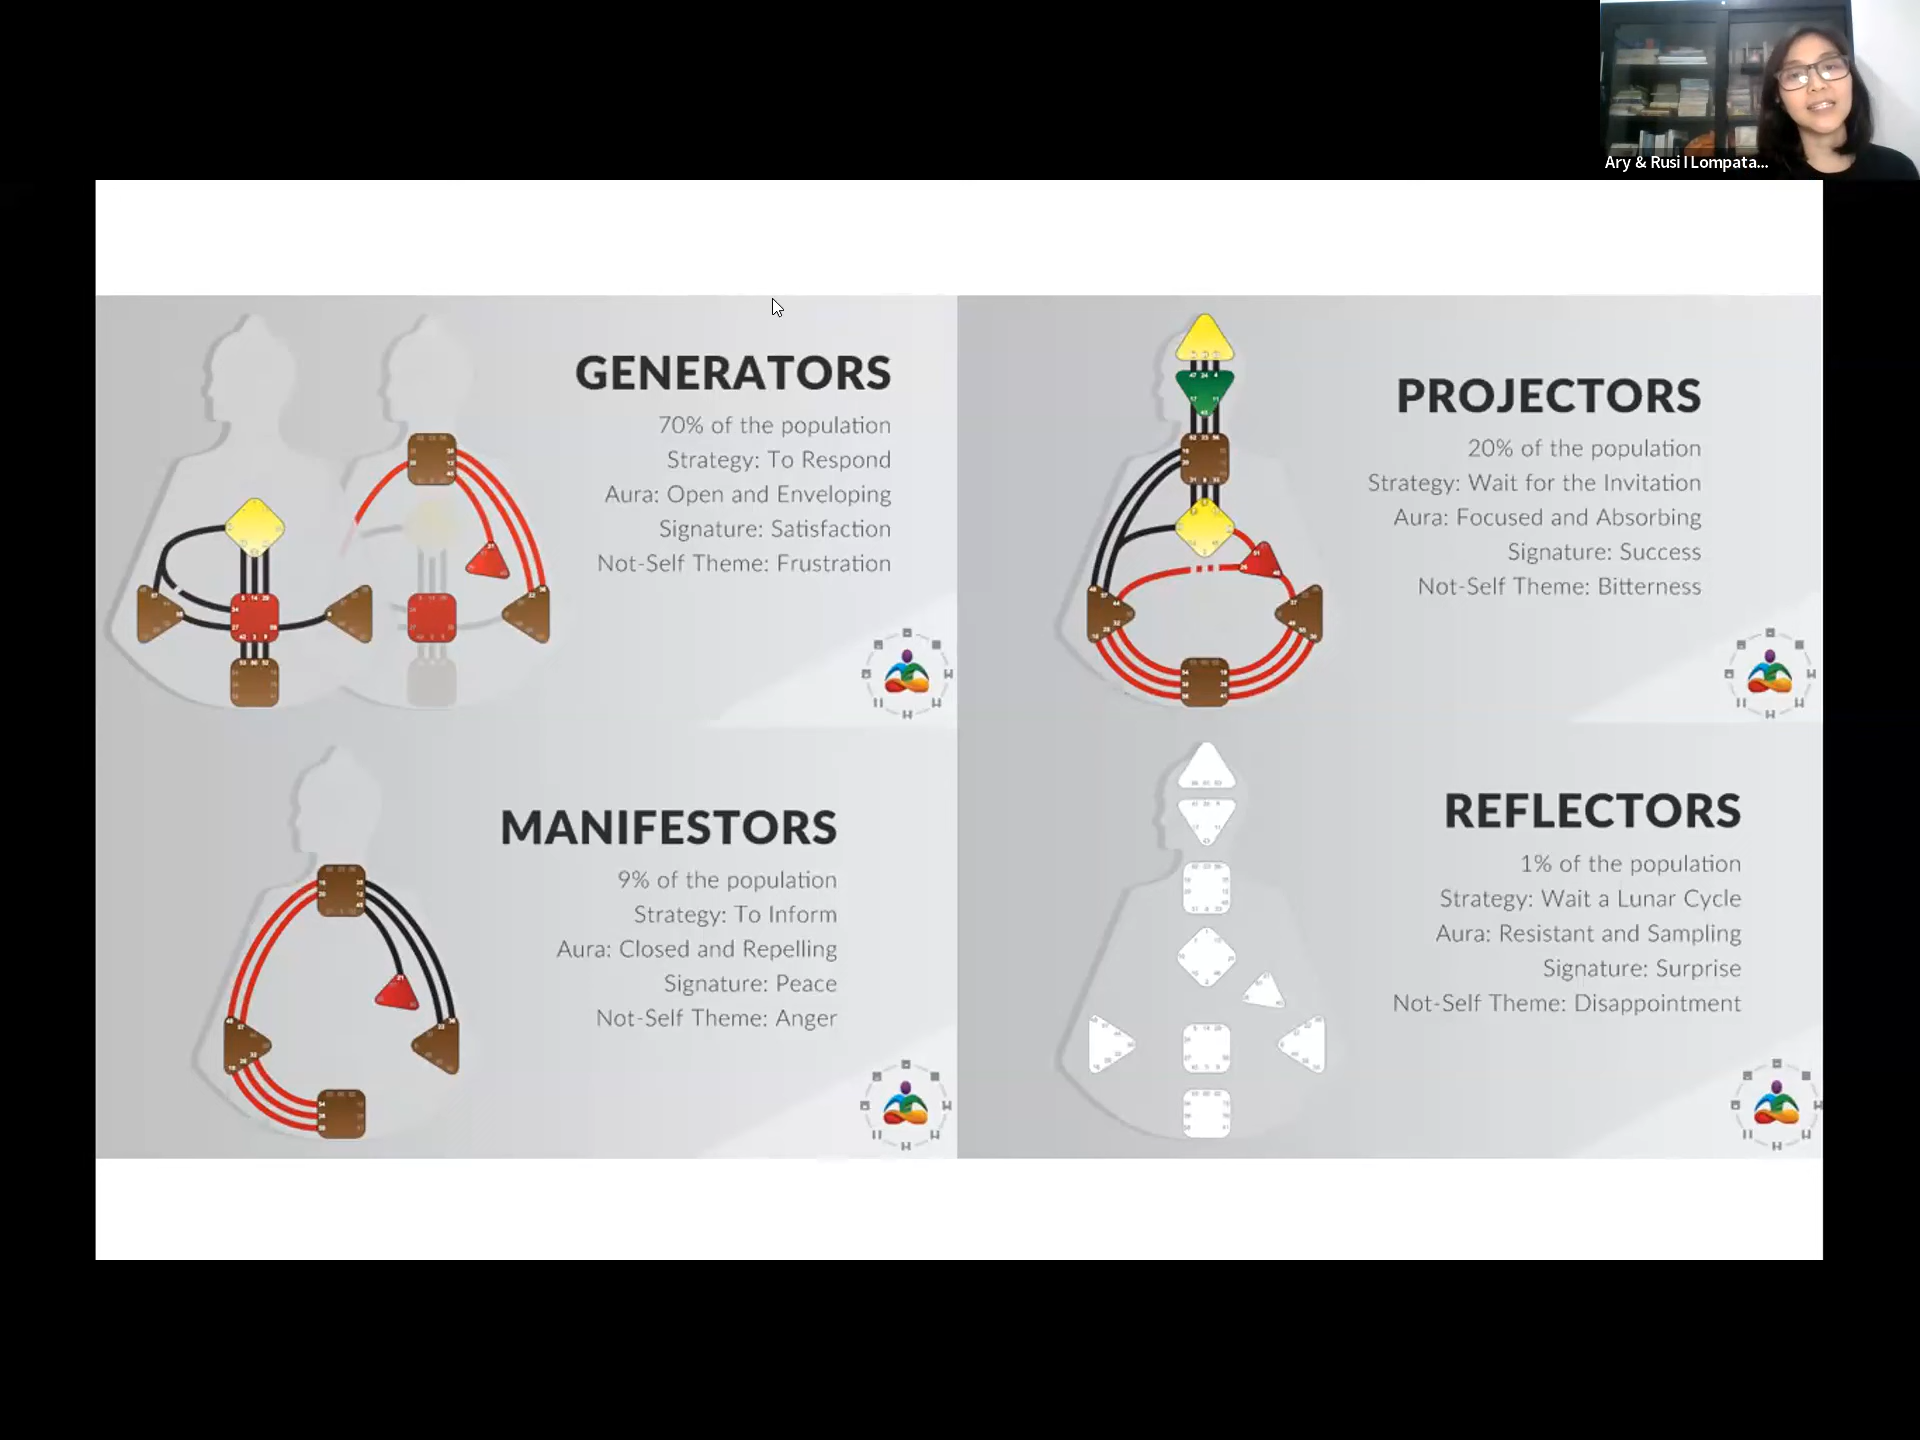 Ary & Rusi I Lompata...
GENERATORS
70% of the population
Strategy: To Respond
Aura: Open and Enveloping
Signature: Satisfaction
Not-Self Theme: Frustration
PROJECTORS
20% of the population
Strategy: Wait for the Invitation
Aura: Focused and Absorbing
Signature: Success
Not-Self Theme: Bitterness
MANIFESTORS
9% of the population
Strategy: To Inform
Aura: Closed and Repelling
Signature: Peace
Not-Self Theme: Anger
REFLECTORS
1% of the population
Strategy: Wait a Lunar Cycle
Aura: Resistant and Sampling
Signature: Surprise
Not-Self Theme: Disappointment